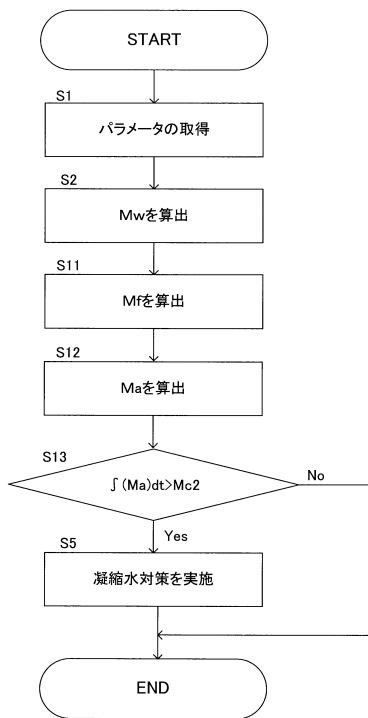 START
S1
パラメータの取得
S2
Mwを算出
S11
Mfを算出
S12
Maを算出
S13
∫(Ma)dt>Mc2
No
Yes
S5
凝縮水対策を実施
END